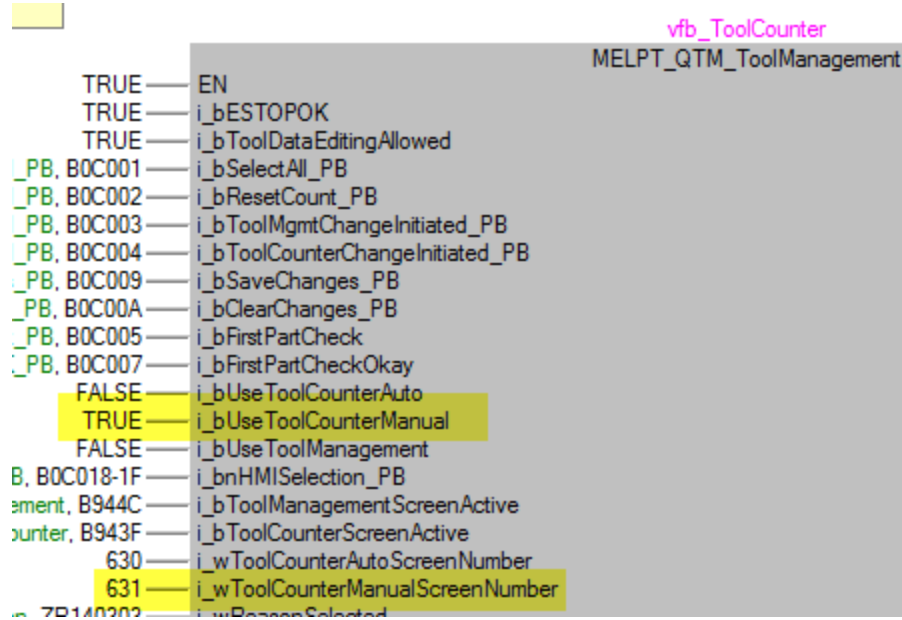 vfb_ToolCounter
MELPT_QTM_ToolManagement
TRUE EN
TRUE i_bESTOPOK
TRUE i_bToolDataEditingAllowed
_PB, B0C001 i_bSelectAll_PB
_PB, B0C002 i_bResetCount_PB
_PB, B0C003 i_bToolMgmtChangeInitiated_PB
_PB, B0C004 i_bToolCounterChangeInitiated_PB
_PB, B0C009 i_bSaveChanges_PB
_PB, B0C00A i_bClearChanges_PB
_PB, B0C005 i_bFirstPartCheck
_PB, B0C007 i_bFirstPartCheckOkay
FALSE i_bUseToolCounterAuto
TRUE i_bUseToolCounterManual
FALSE i_bUseToolManagement
B, B0C018-1F i_bnHMISelection_PB
ement, B944C i_bToolManagementScreenActive
ounter, B943F i_bToolCounterScreenActive
630 i_wToolCounterAutoScreenNumber
631 i_wToolCounterManualScreenNumber
ZR140303 i_wReasonSelected